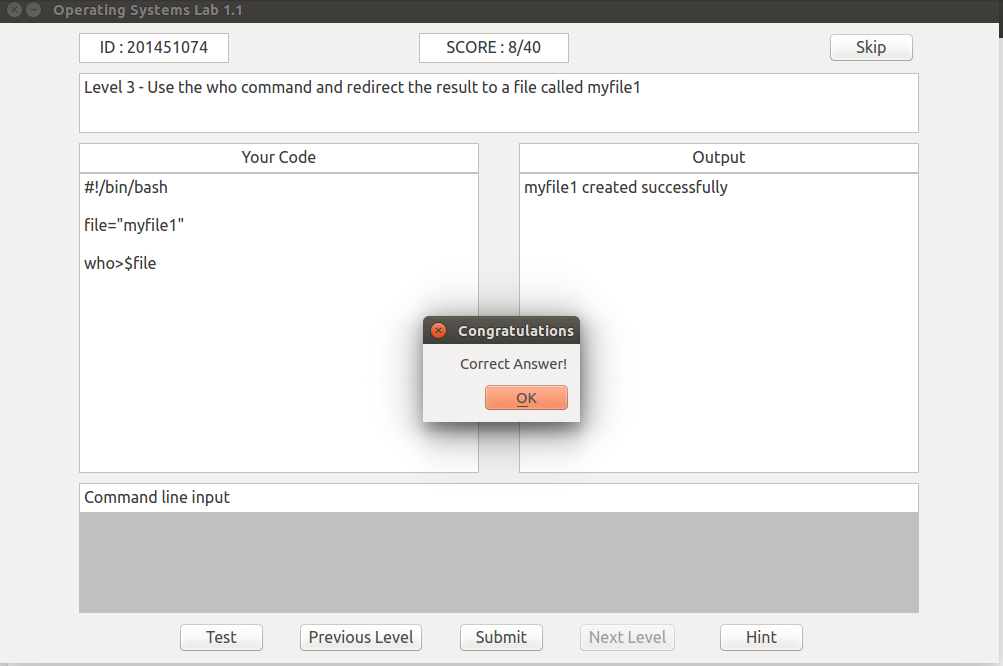 Operating Systems Lab 1.1
ID : 201451074
SCORE : 8/40
Skip
Level 3 - Use the who command and redirect the result to a file called myfile1
Your Code
#!/bin/bash
file="myfile1"
who>$file
Output
myfile1 created successfully
Congratulations
Correct Answer!
OK
Command line input
Test
Previous Level
Submit
Next Level
Hint